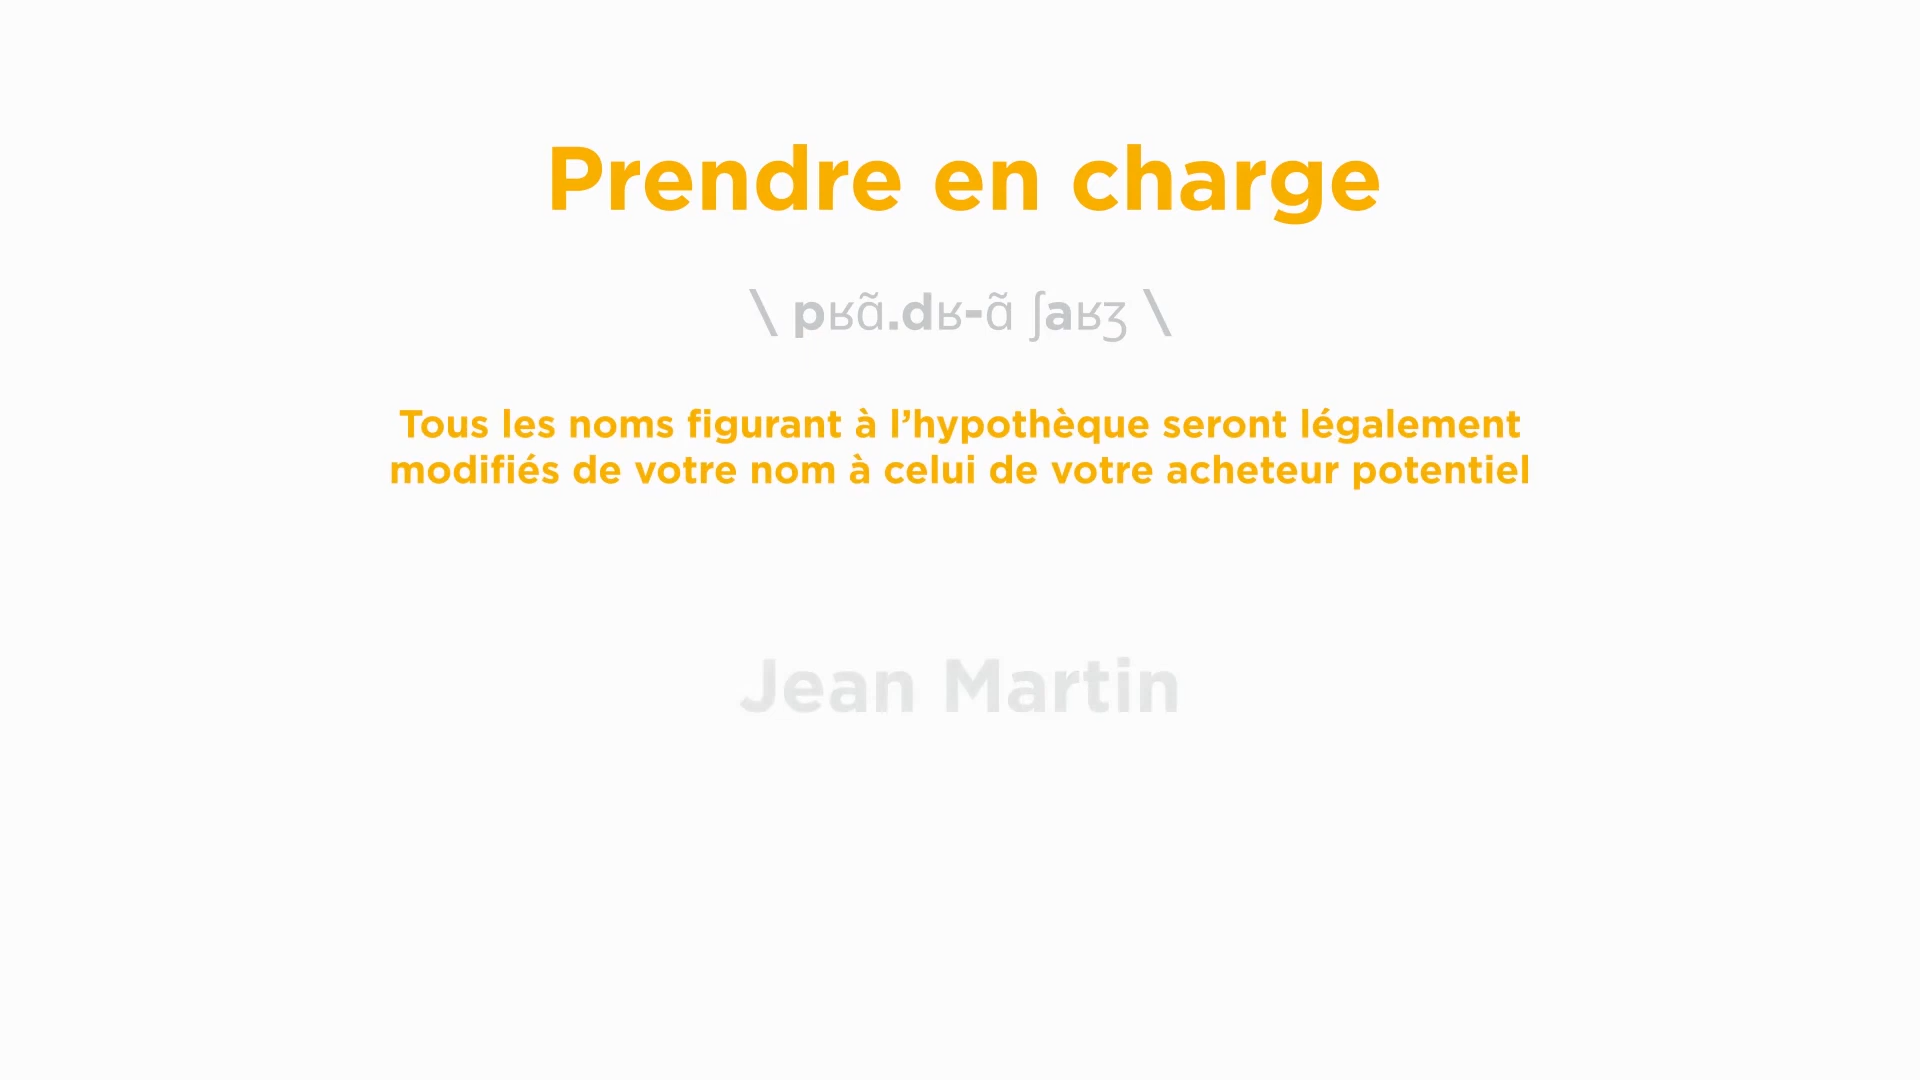 Prendre en charge
\ pʁɑ̃.dʁ-ɑ̃ ʃaʁʒ \
Tous les noms figurant à l’hypothèque seront légalement
modifiés de votre nom à celui de votre acheteur potentiel
Jean Martin